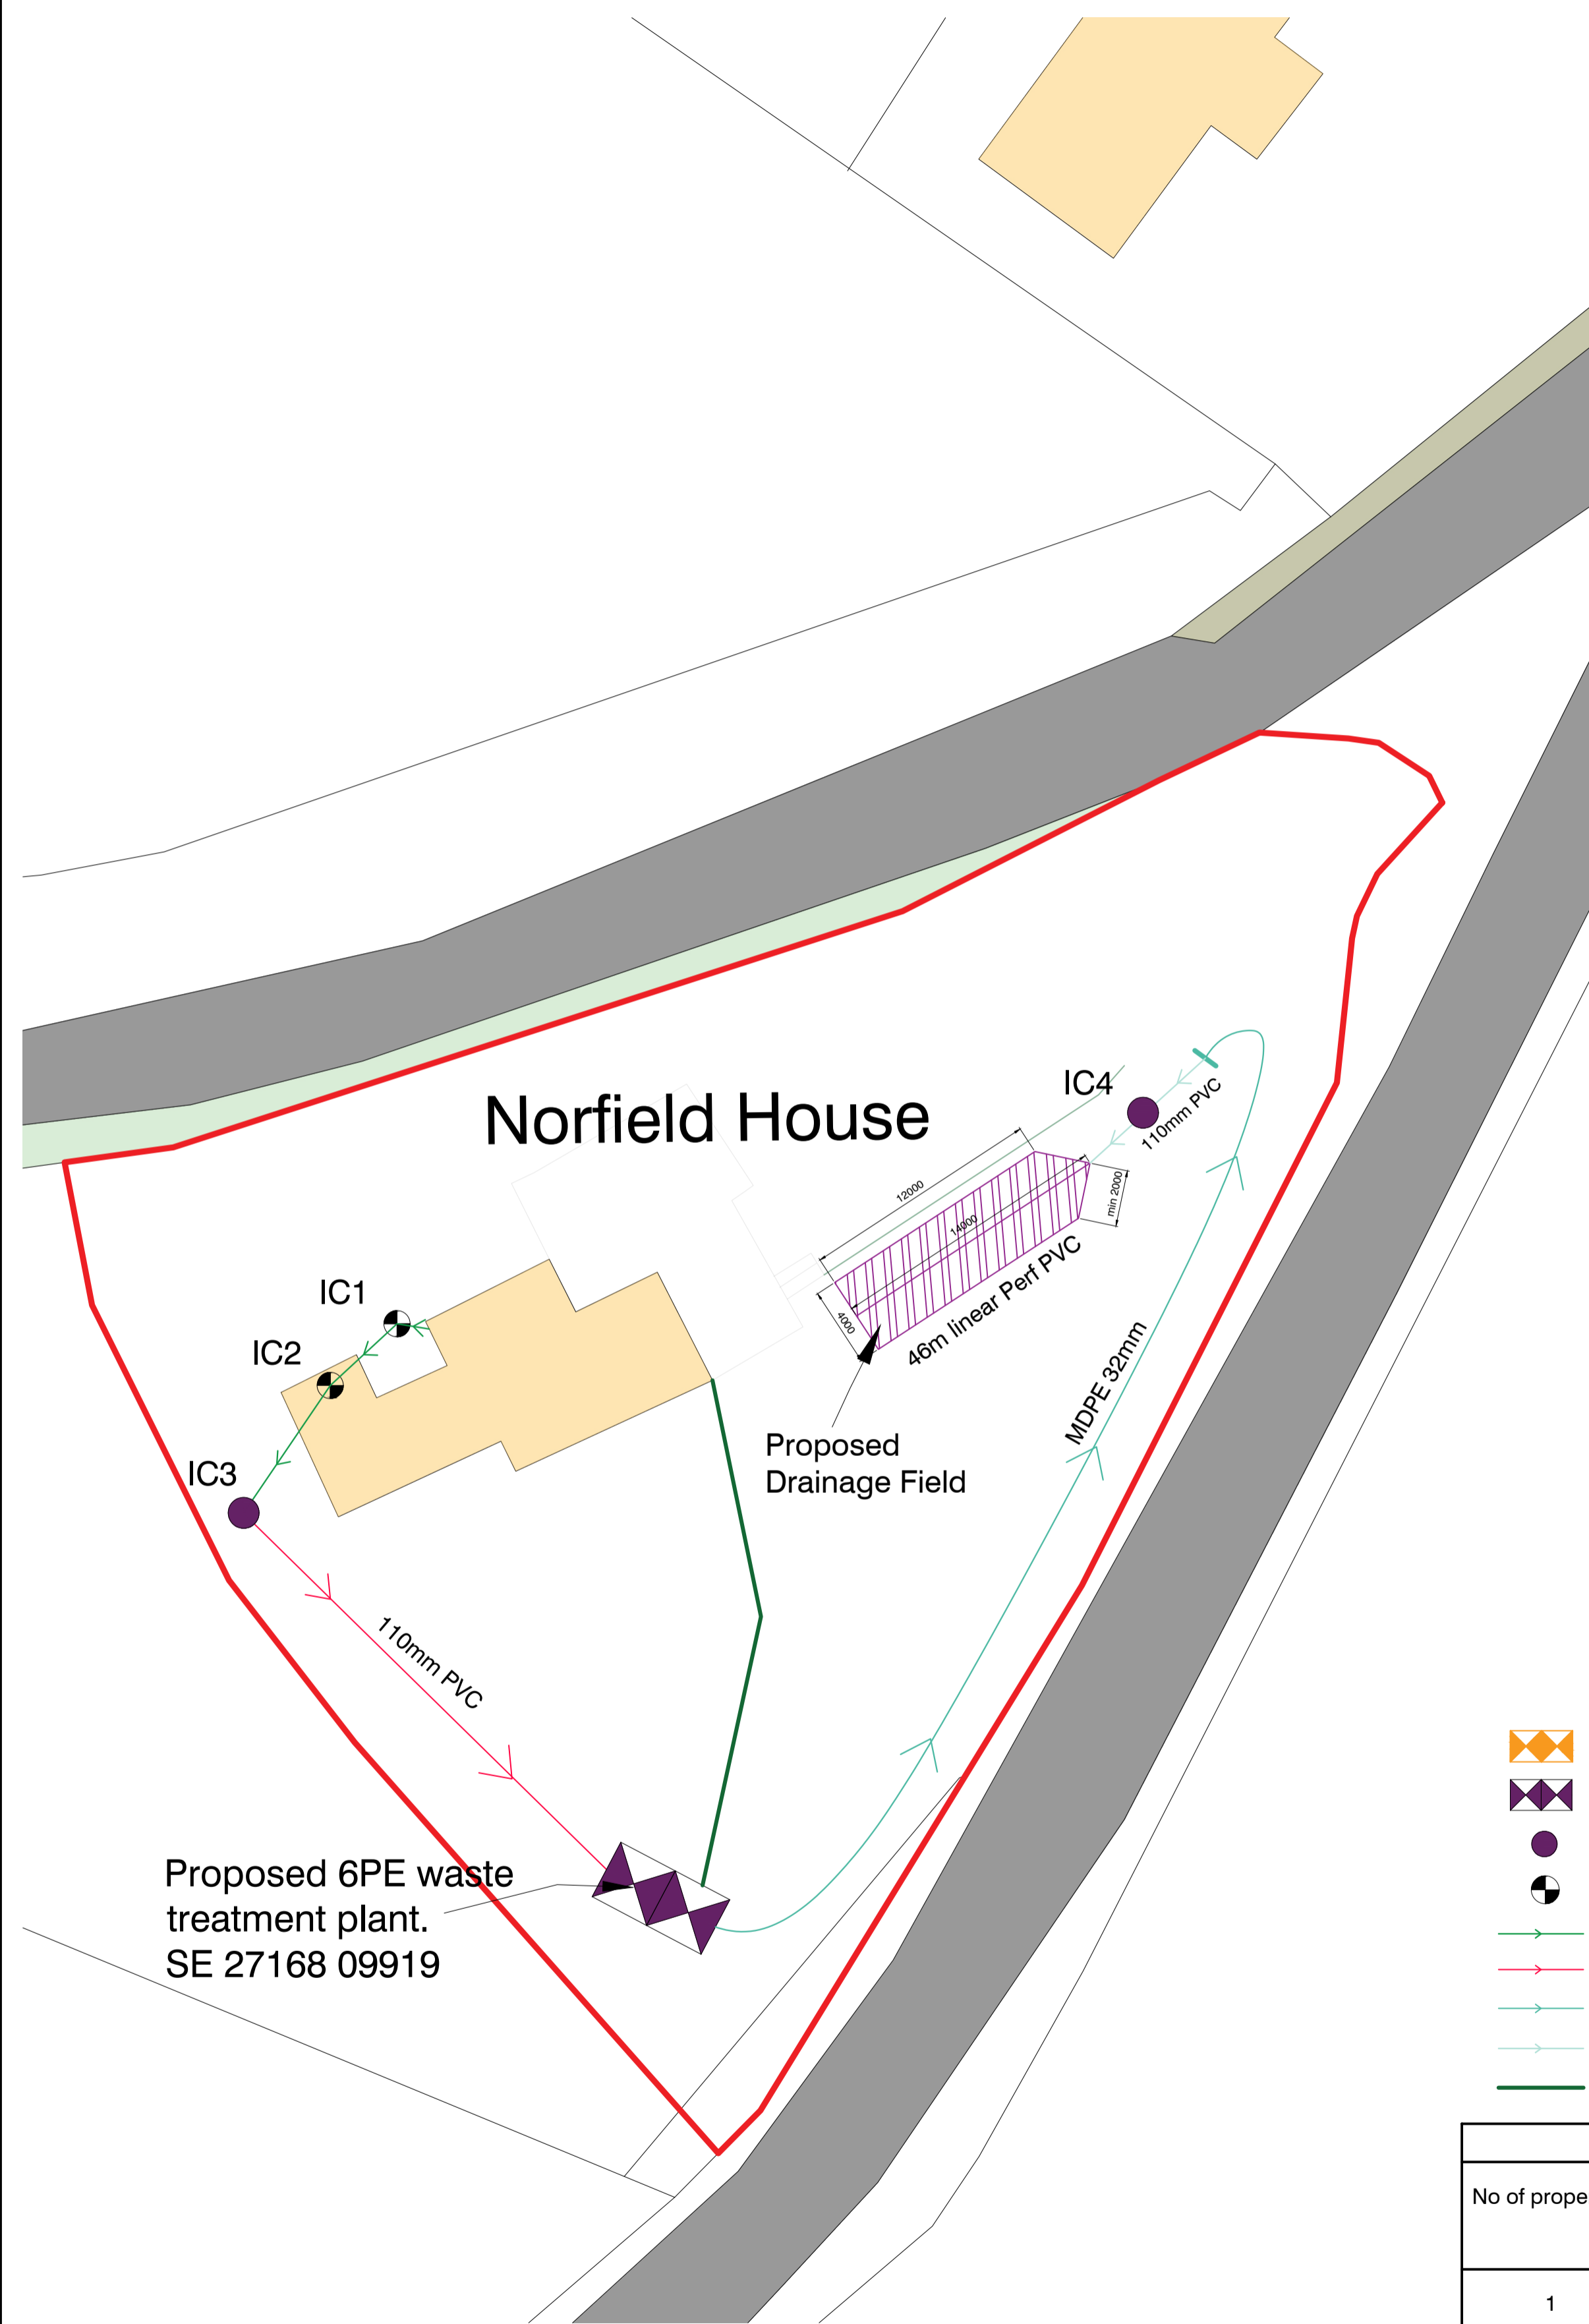 IC4
110mm PVC
Norfield House
12000
min 2000
14000
IC1
4000
46m linear Perf PVC
IC2
MDPE 32mm
Proposed
Drainage Field
IC3
110mm PVC
Proposed 6PE waste
treatment plant.
SE 27168 09919
No of prope
1